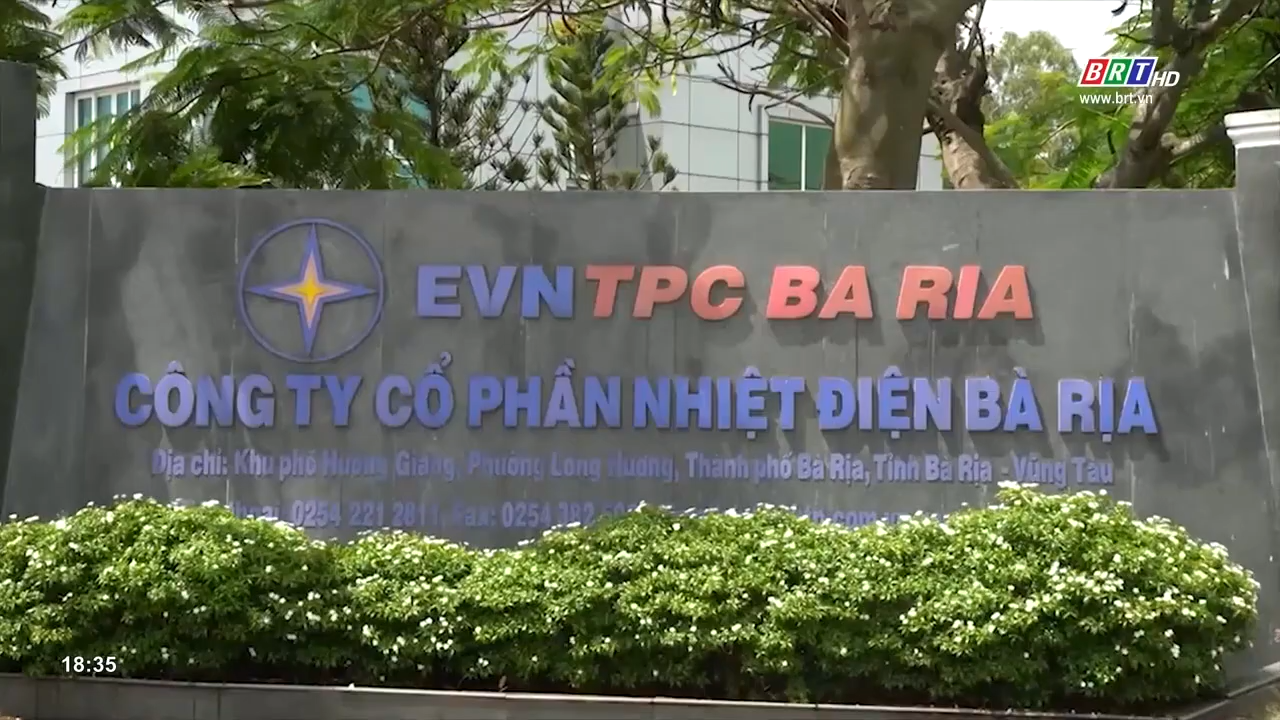 BRT HD
www.brt.vn
EVN TPC BA RIA
CÔNG TY CỔ PHẦN NHIỆT ĐIỆN BÀ RỊA
Địa chỉ: Khu phố Hương Giang, Phường Long Hương, Thành phố Bà Rịa, Tỉnh Bà Rịa - Vũng Tàu
0254 221 2811, Fax: 0254
18:35